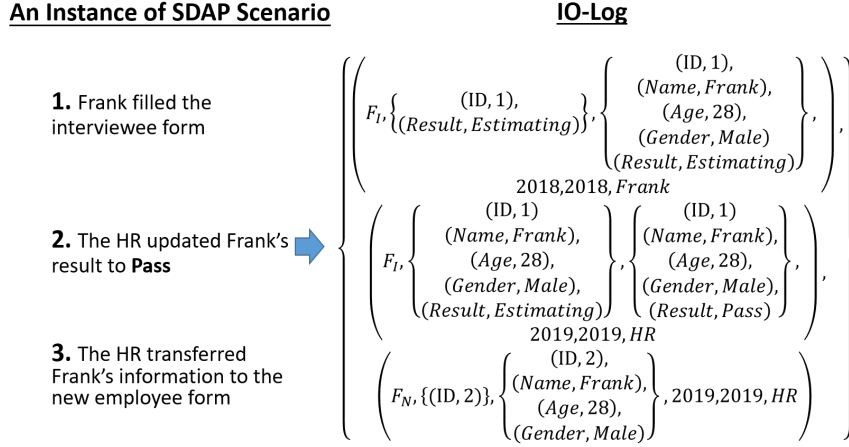 An Instance of SDAP Scenario
IO-Log
1. Frank filled the
interviewee form
2. The HR updated Frank's
result to Pass
3. The HR transferred
Frank's information to the
new employee form
(ID, 1),
(Result, Estimating)
F_I,
(ID, 1),
(Name, Frank),
(Age, 28),
(Gender, Male)
(Result, Estimating)
2018,2018, Frank
F_I,
(ID, 1)
(Name, Frank),
(Age, 28),
(Gender, Male),
(Result, Estimating)
(ID, 1)
(Name, Frank),
(Age, 28),
(Gender, Male),
(Result, Pass)
2019,2019, HR
F_N, {(ID, 2)},
(ID, 2),
(Name, Frank),
(Age, 28),
(Gender, Male)
, 2019,2019, HR